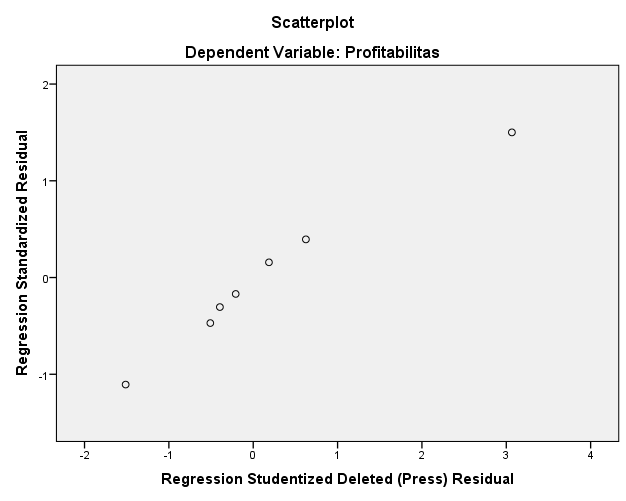 Scatterplot
Dependent Variable: Profitabilitas
Regression Standardized Residual
2
1
0
-1
-2 -1 0 1 2 3 4
Regression Studentized Deleted (Press) Residual